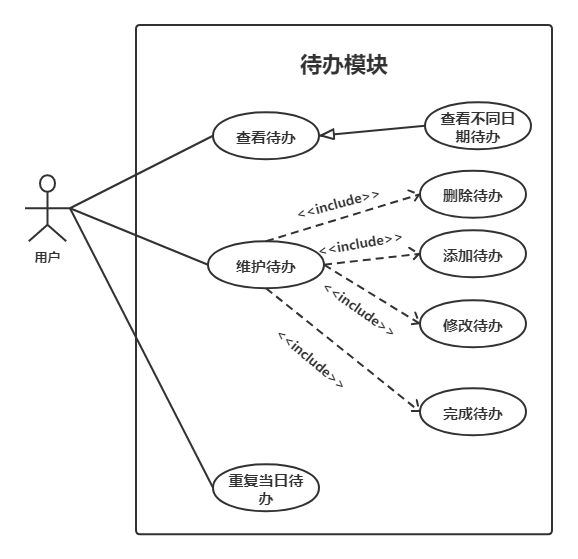 待办模块
查看待办
查看不同日
期待办
用户
<<include>>
删除待办
<<include>>
添加待办
维护待办
<<include>>
修改待办
<<include>>
完成待办
重复当日待
办